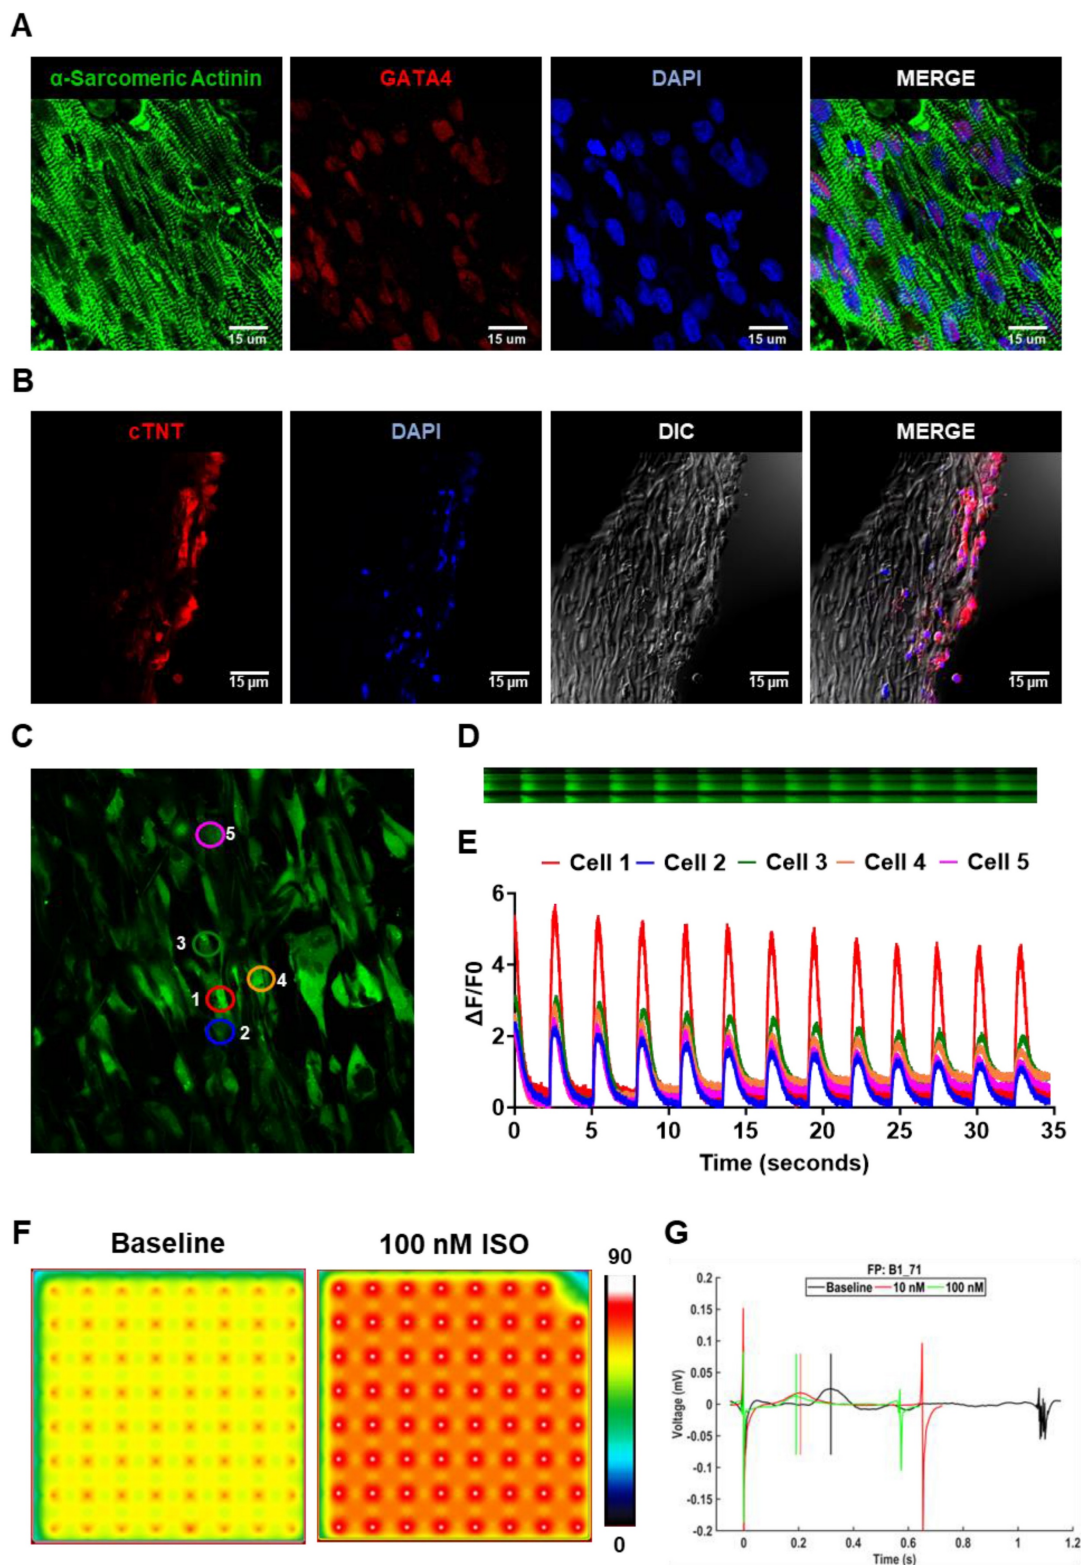 A
α-Sarcomeric Actinin
GATA4
DAPI
MERGE
15 um
15 um
15 um
15 um
B
cTNT
DAPI
DIC
MERGE
15 µm
15 µm
15 µm
15 µm
C
5
3
4
1
2
D
E
Cell 1
Cell 2
Cell 3
Cell 4
Cell 5
6
4
2
0
ΔF/F0
0
5
10
15
20
25
30
35
Time (seconds)
F
Baseline
100 nM ISO
90
0
G
FP: B1_71
Baseline
10 nM
100 nM
0.2
0.15
0.1
0.05
0
-0.05
-0.1
-0.15
-0.2
Voltage (mV)
0
0.2
0.4
0.6
0.8
1
1.2
Time (s)